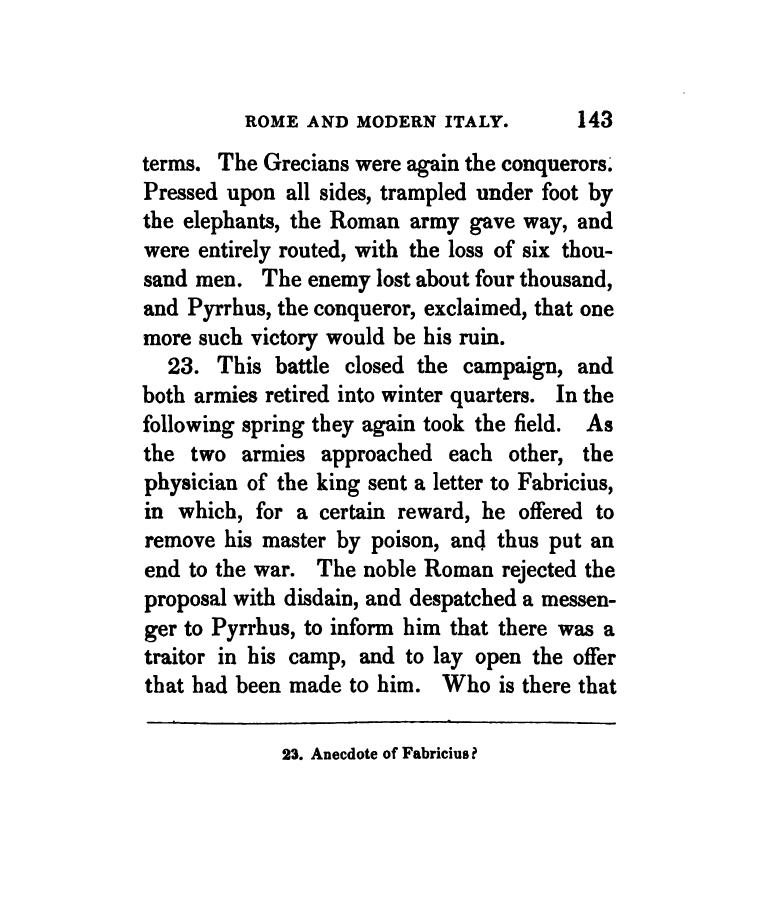 ROME AND MODERN ITALY. 143
terms. The Grecians were again the conquerors.
Pressed upon all sides, trampled under foot by
the elephants, the Roman army gave way, and
were entirely routed, with the loss of six thou-
sand men. The enemy lost about four thousand,
and Pyrrhus, the conqueror, exclaimed, that one
more such victory would be his ruin.
23. This battle closed the campaign, and
both armies retired into winter quarters. In the
following spring they again took the field. As
the two armies approached each other, the
physician of the king sent a letter to Fabricius,
in which, for a certain reward, he offered to
remove his master by poison, and thus put an
end to the war. The noble Roman rejected the
proposal with disdain, and despatched a messen-
ger to Pyrrhus, to inform him that there was a
traitor in his camp, and to lay open the offer
that had been made to him. Who is there that
23. Anecdote of Fabricius?